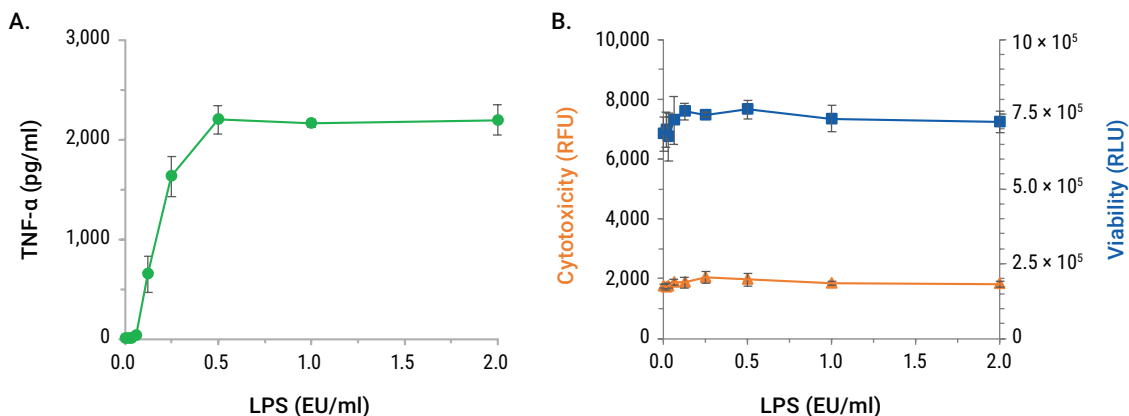 A.
3,000
2,000
1,000
0
TNF-α (pg/ml)
0.0 0.5 1.0 1.5 2.0
LPS (EU/ml)
B.
10,000
8,000
6,000
4,000
2,000
0
Cytotoxicity (RFU)
10 × 10⁵
7.5 × 10⁵
5.0 × 10⁵
2.5 × 10⁵
0
Viability (RLU)
0.0 0.5 1.0 1.5 2.0
LPS (EU/ml)